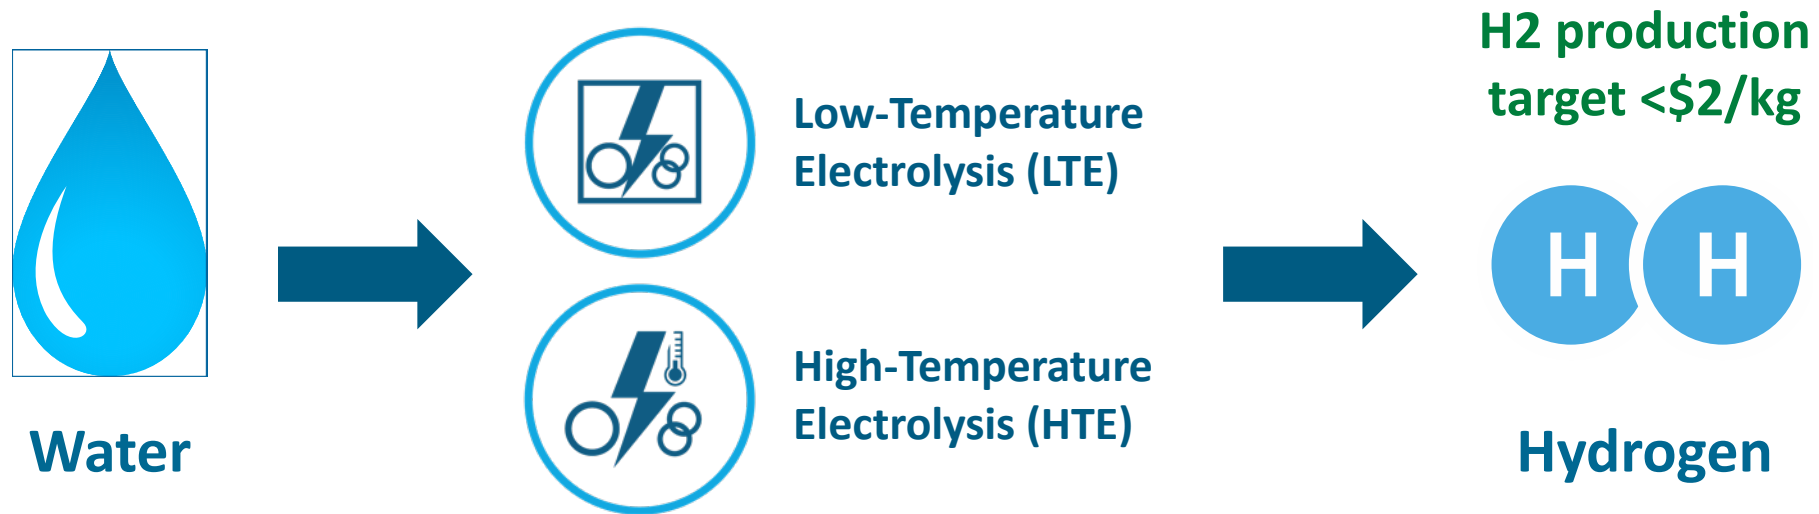 Water
Low-Temperature
Electrolysis (LTE)
High-Temperature
Electrolysis (HTE)
H2 production
target <$2/kg
H H
Hydrogen